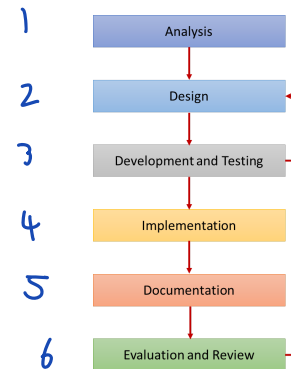 1 Analysis
2 Design
3 Development and Testing
4 Implementation
5 Documentation
6 Evaluation and Review